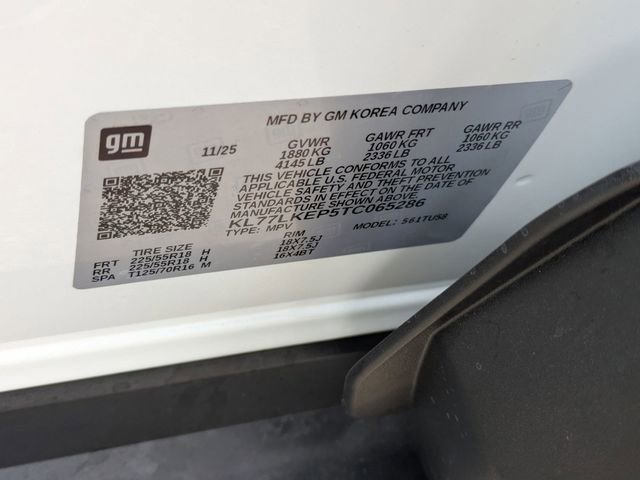 MFD BY GM KOREA COMPANY
gm
11/25 GVWR GAWR FRT GAWR RR
1880 KG 1060 KG 1060 KG
4145 LB 2336 LB 2336 LB
THIS VEHICLE CONFORMS TO ALL
APPLICABLE U.S. FEDERAL MOTOR
VEHICLE SAFETY AND THEFT PREVENTION
STANDARDS IN EFFECT ON THE DATE OF
MANUFACTURE SHOWN ABOVE.
KL77LKEP5TC065286
TYPE: MPV MODEL: S61TU58
TIRE SIZE RIM
FRT 225/55R18 H 18X7.5J
RR 225/55R18 H 18X7.5J
SPA T125/70R16 M 16X4BT